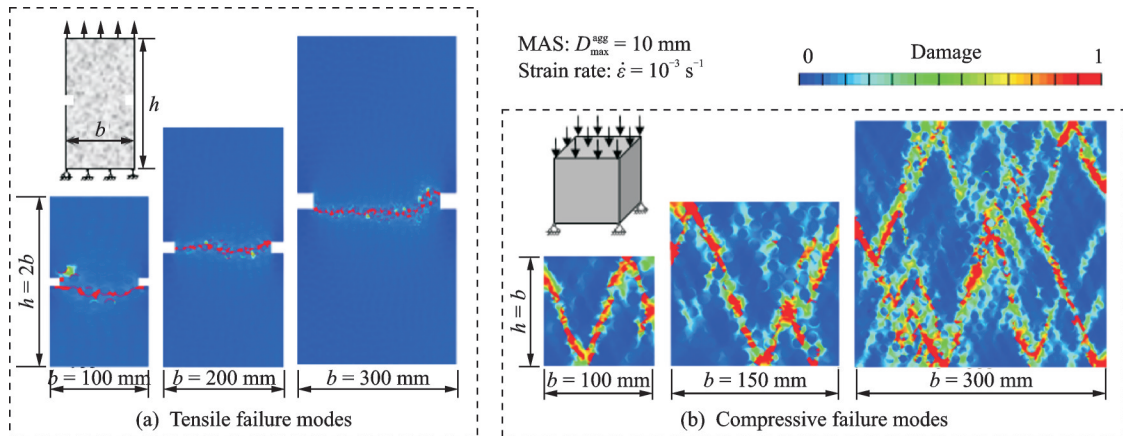 h
b
h = 2b
b = 100 mm
b = 200 mm
b = 300 mm
(a) Tensile failure modes
MAS: D_max^agg = 10 mm
Strain rate: ε̇ = 10⁻³ s⁻¹
0 Damage 1
h = b
b = 100 mm
b = 150 mm
b = 300 mm
(b) Compressive failure modes